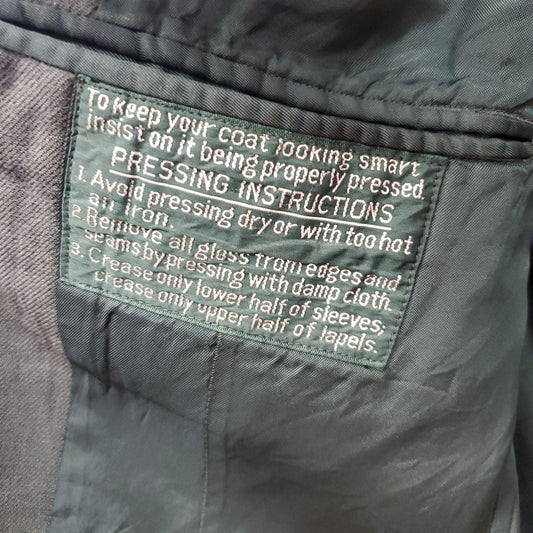 To keep your coat looking smart
insist on it being properly pressed.
PRESSING INSTRUCTIONS
1. Avoid pressing dry or with too hot
an iron.
2. Remove all gloss from edges and
seams by pressing with damp cloth.
3. Crease only lower half of sleeves;
crease only upper half of lapels.